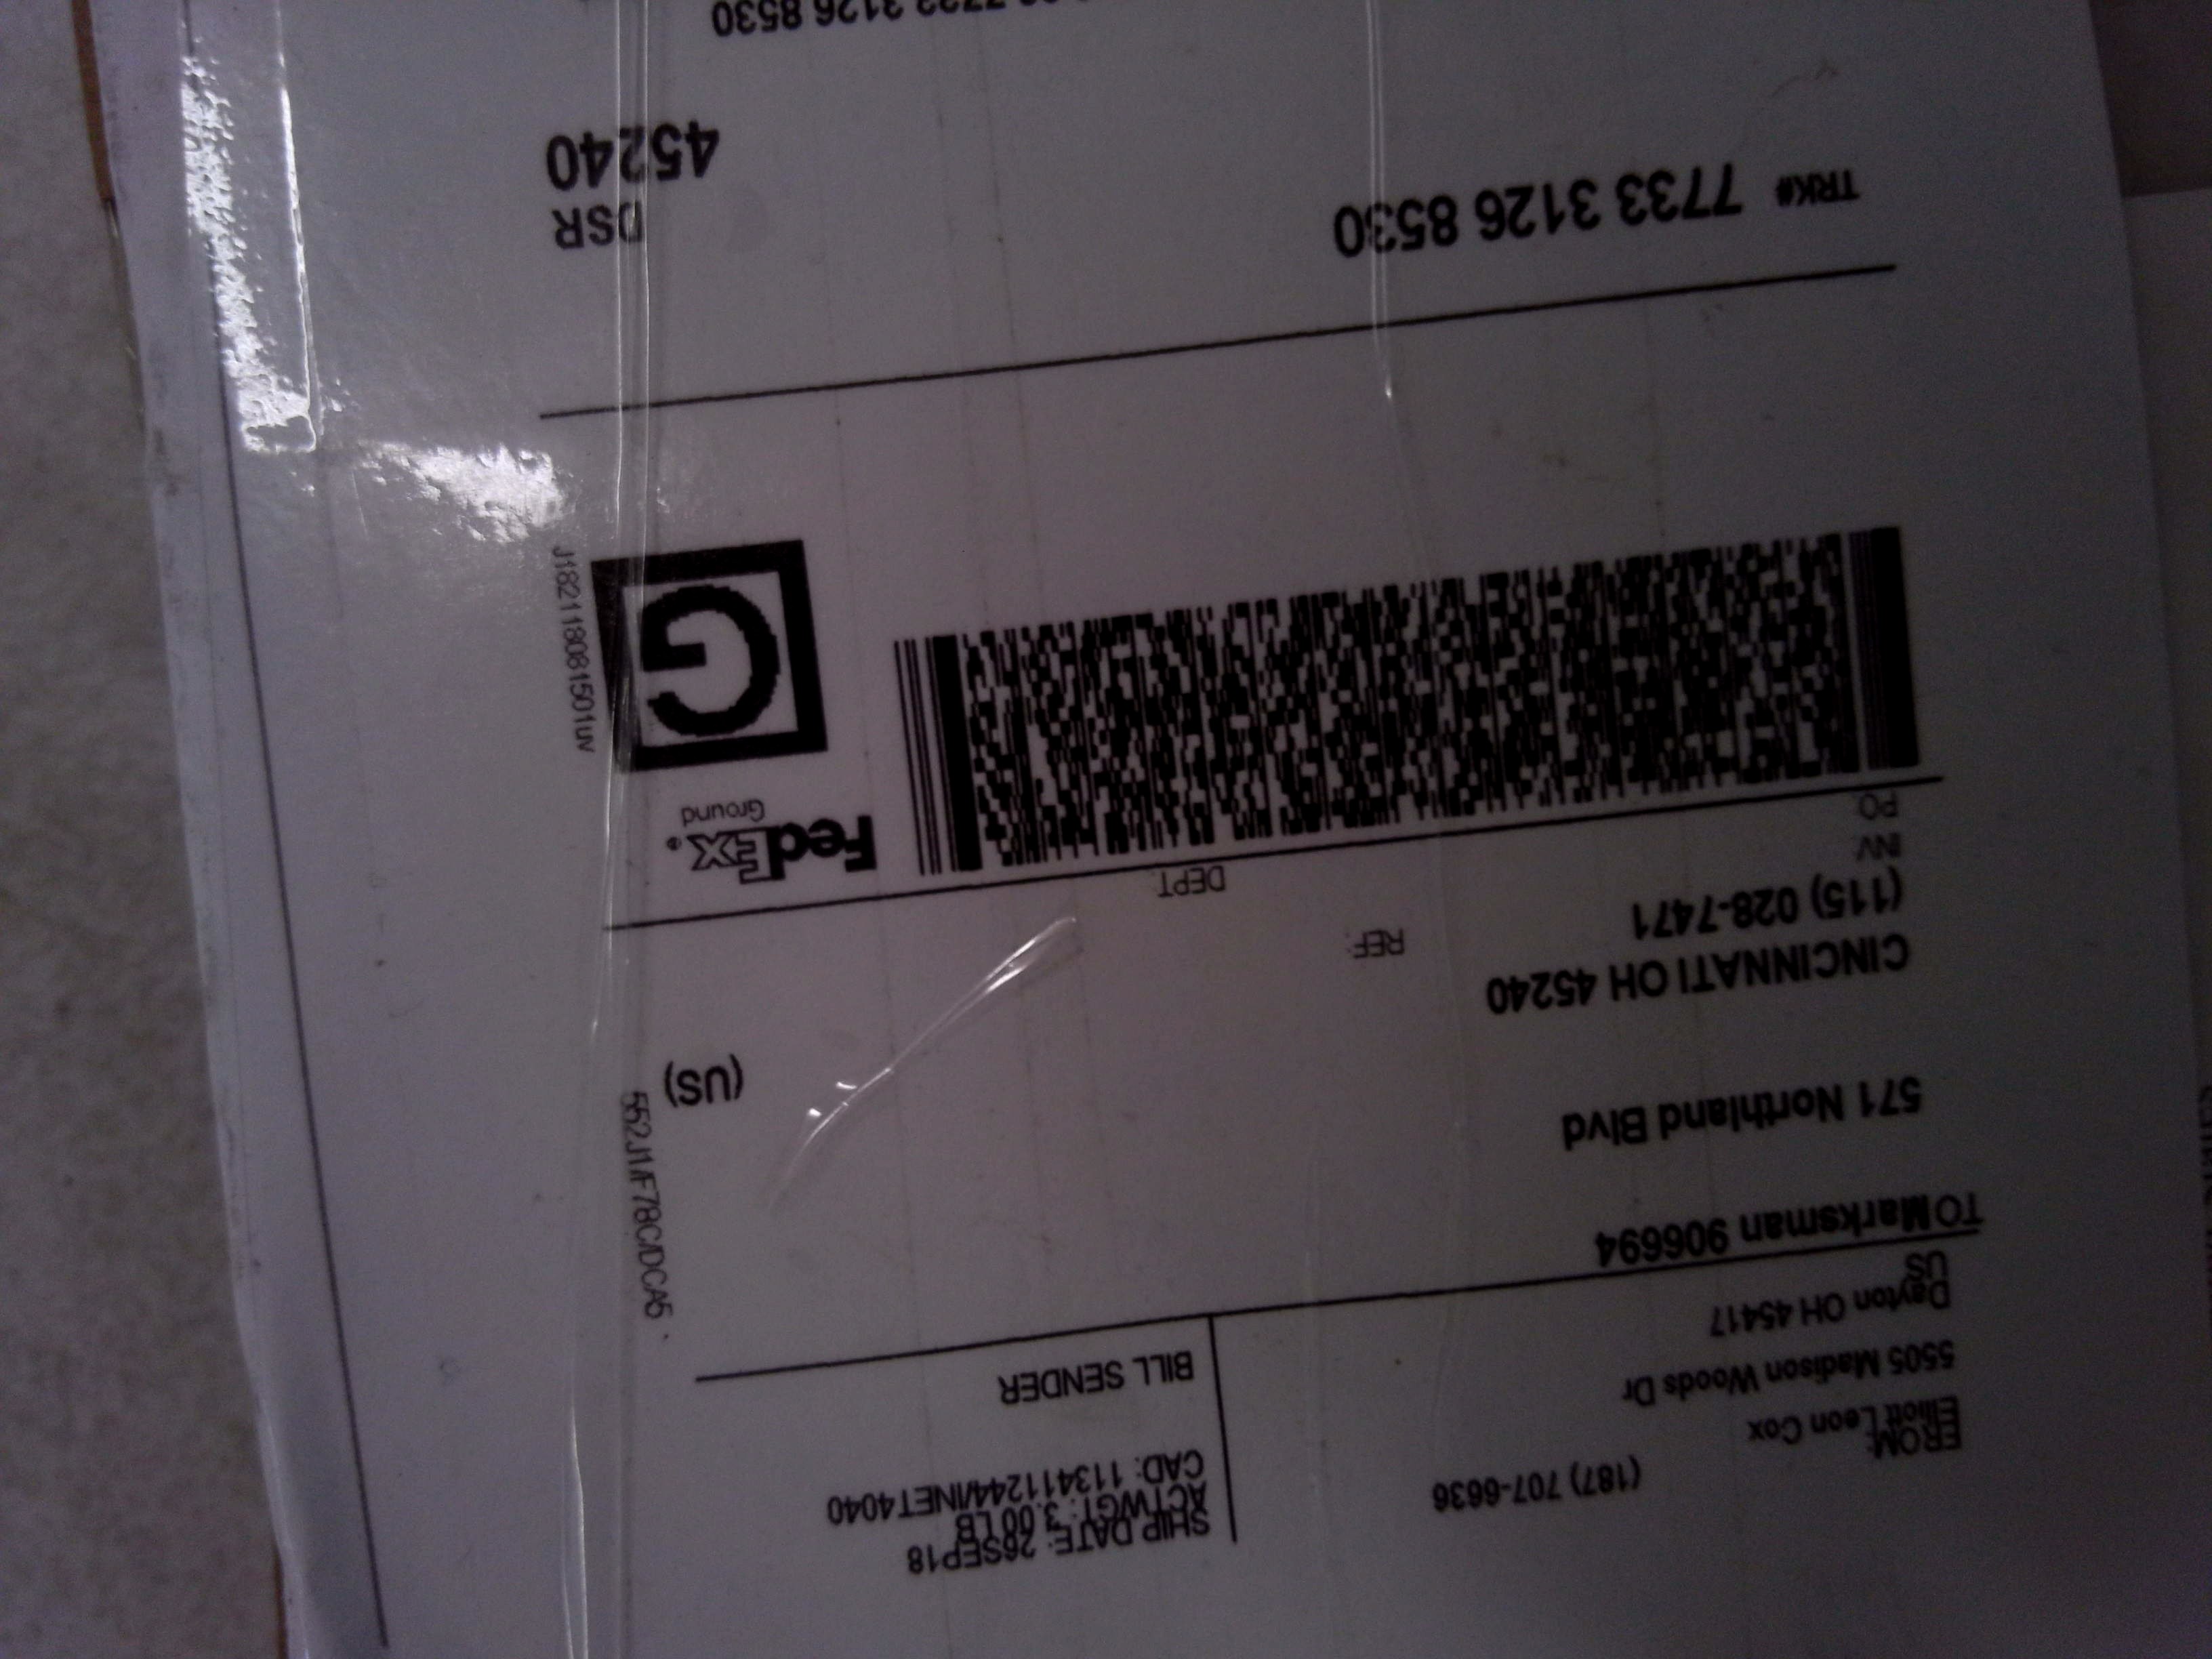 FROM:
(187) 707-6636
Elliott Leon Cox
5505 Madison Woods Dr
Dayton OH 45417
US
SHIP DATE: 26SEP18
ACTWGT: 3.00 LB
CAD: 113411244/INET4040
BILL SENDER
TO Marksman 906694
571 Northland Blvd
CINCINNATI OH 45240
(US)
(115) 028-7471
REF:
INV:
PO:
DEPT:
552J1/F78C/DCA5
FedEx®
Ground
G
J182118081501uv
TRK# 7733 3126 8530
DSR
45240
7733 3126 8530